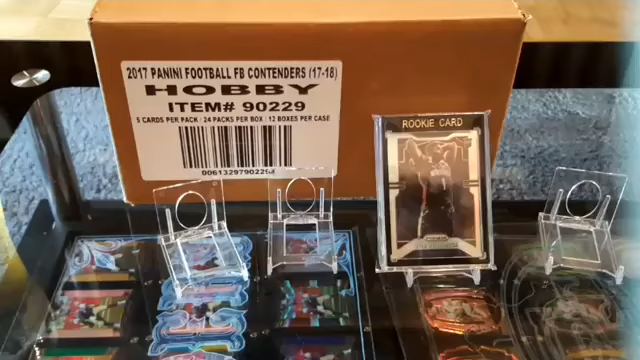 2017 PANINI FOOTBALL FB CONTENDERS (17-18)
HOBBY
ITEM# 90229
5 CARDS PER PACK | 24 PACKS PER BOX | 12 BOXES PER CASE
ROOKIE CARD
PRIZM